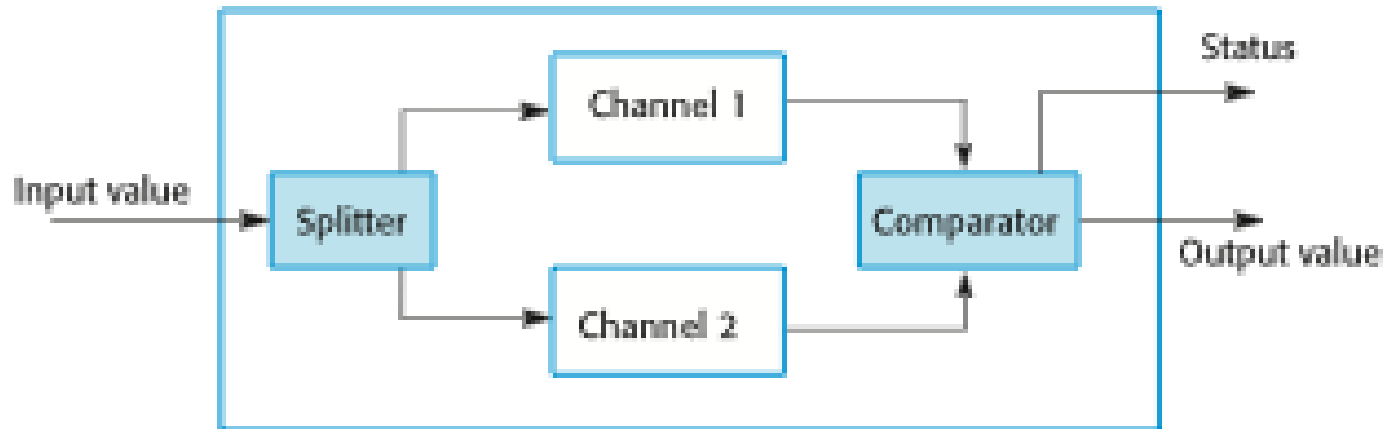 Status
Channel 1
Input value
Splitter
Comparator
Output value
Channel 2